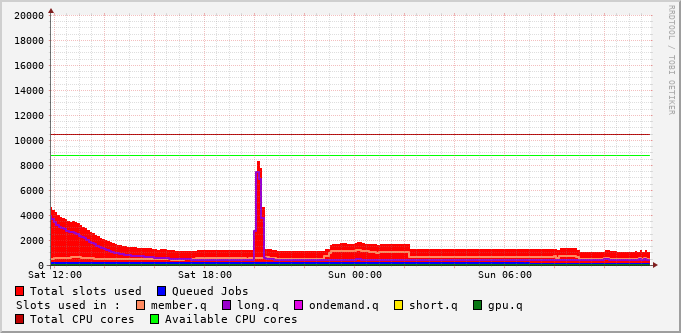 RRDTOOL / TOBI OETIKER
20000
18000
16000
14000
12000
10000
8000
6000
4000
2000
0
Sat 12:00 Sat 18:00 Sun 00:00 Sun 06:00
Total slots used Queued Jobs
Slots used in : member.q long.q ondemand.q short.q gpu.q
Total CPU cores Available CPU cores